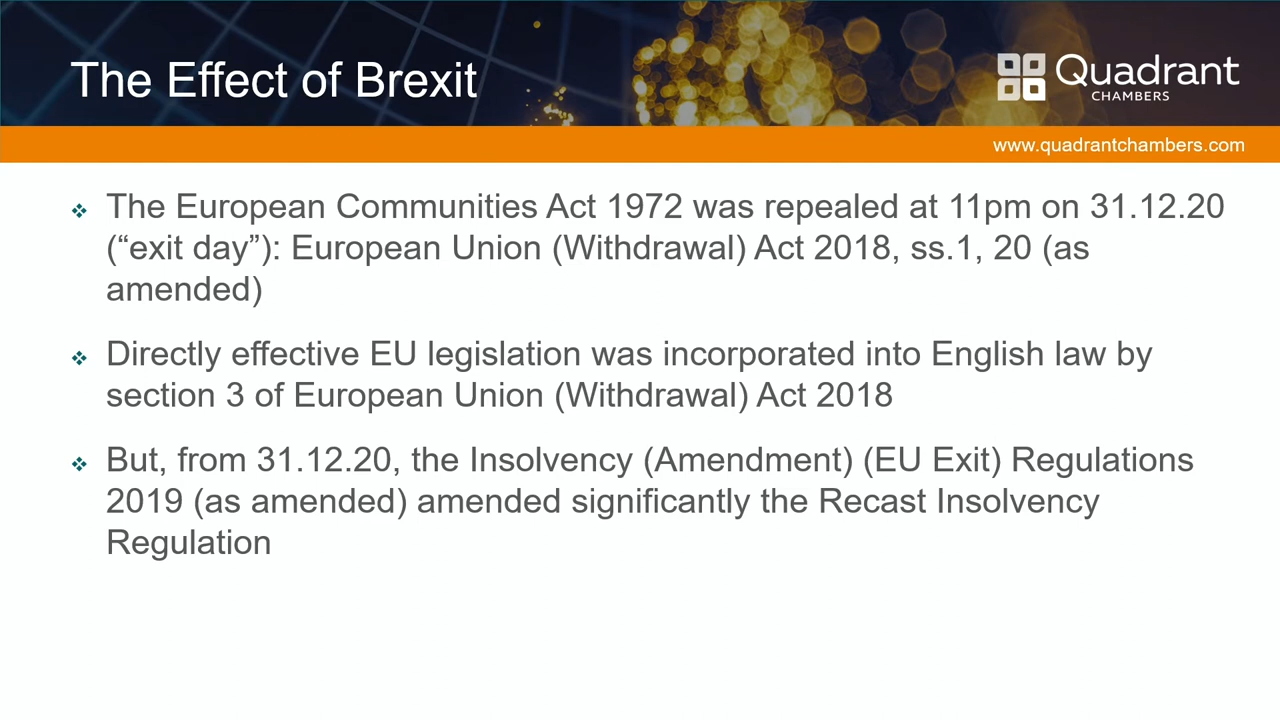 The Effect of Brexit
Quadrant
CHAMBERS
www.quadrantchambers.com
❖ The European Communities Act 1972 was repealed at 11pm on 31.12.20
(“exit day”): European Union (Withdrawal) Act 2018, ss.1, 20 (as
amended)
❖ Directly effective EU legislation was incorporated into English law by
section 3 of European Union (Withdrawal) Act 2018
❖ But, from 31.12.20, the Insolvency (Amendment) (EU Exit) Regulations
2019 (as amended) amended significantly the Recast Insolvency
Regulation